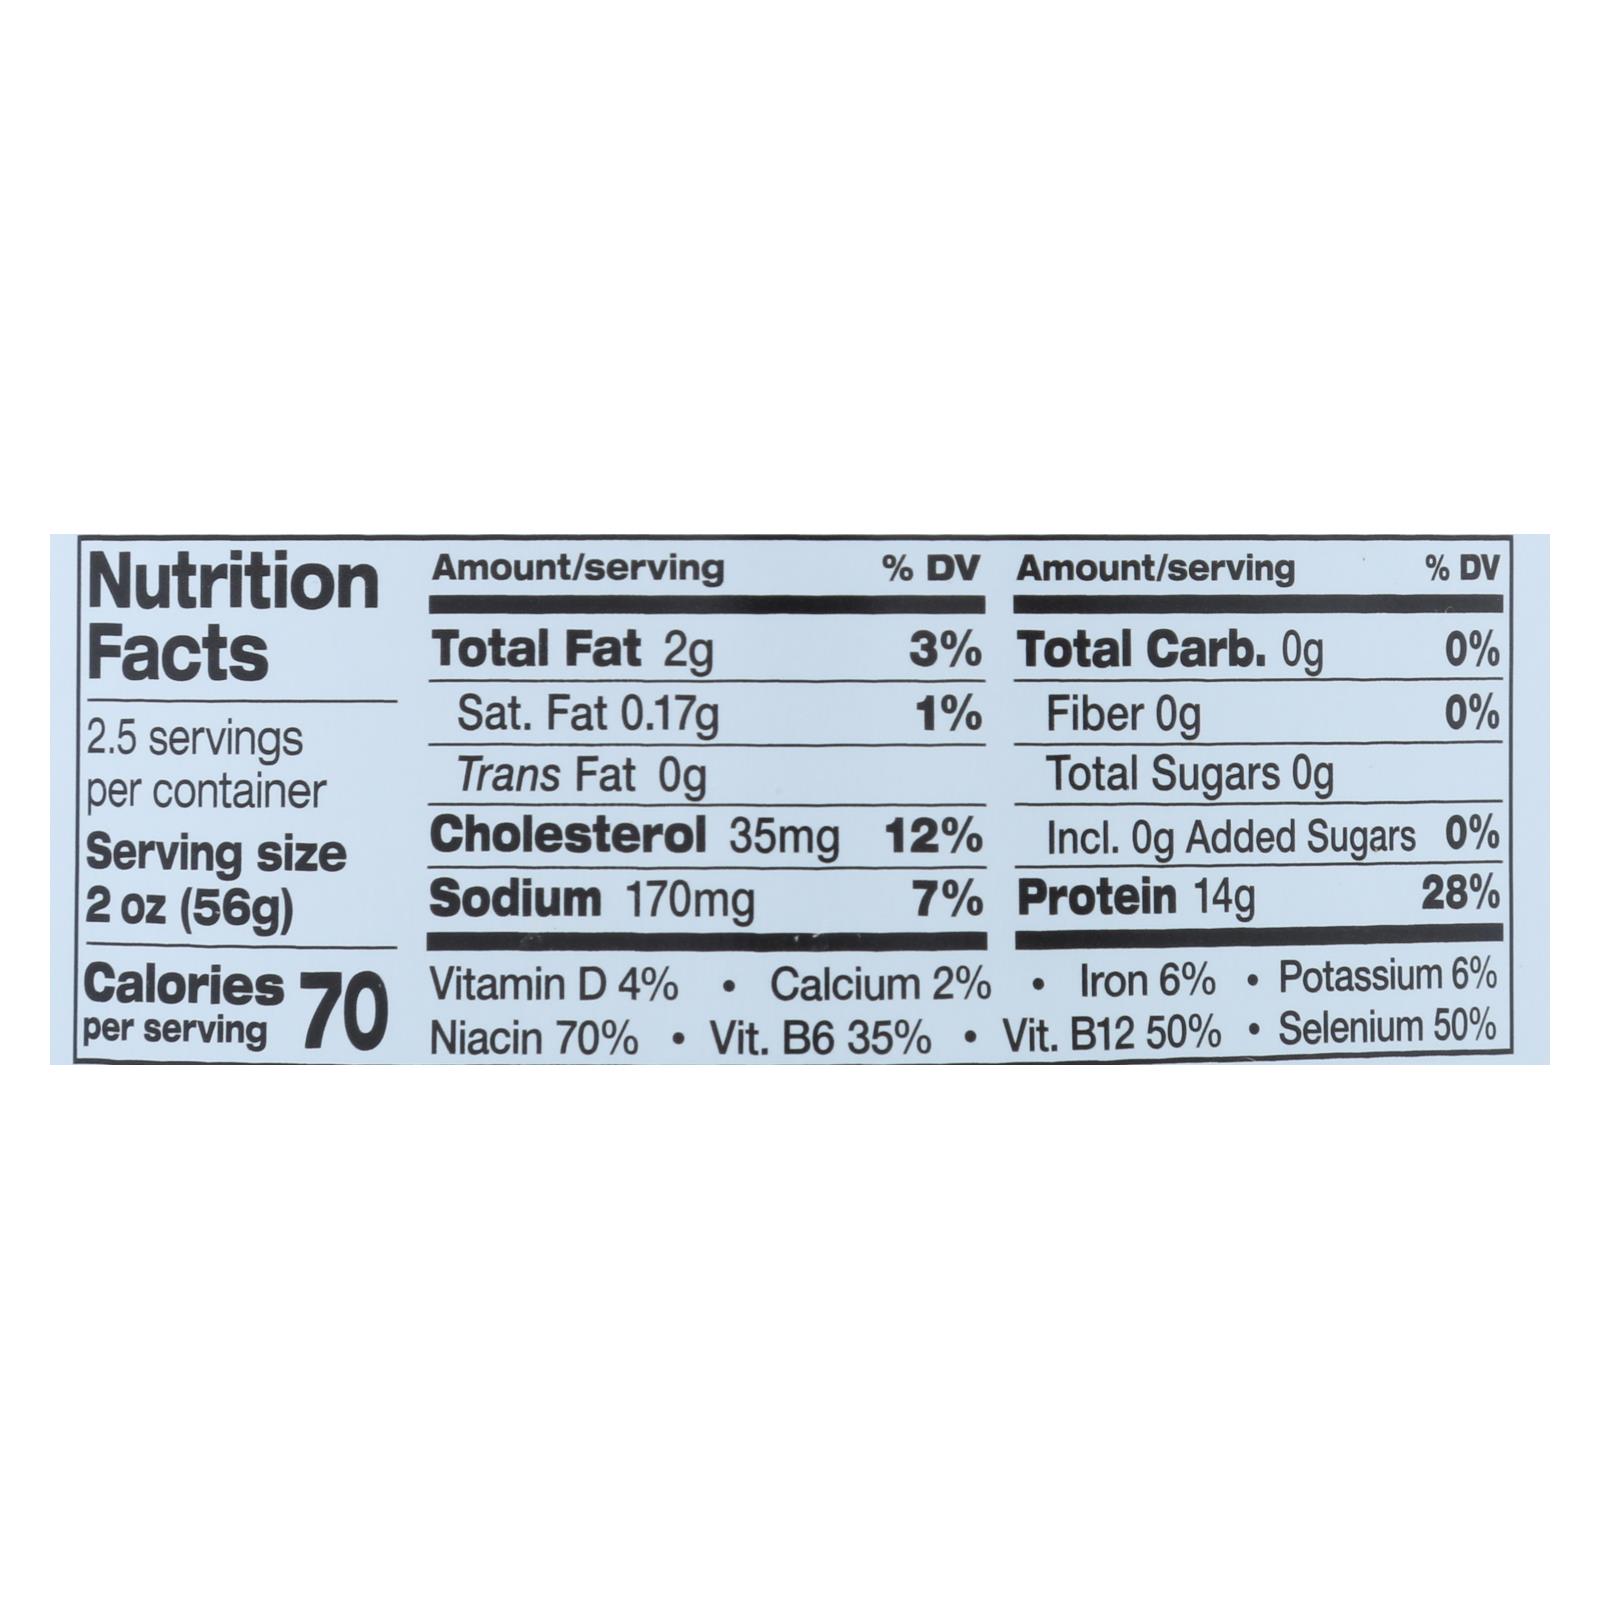 Nutrition
Facts
2.5 servings
per container
Serving size
2 oz (56g)
Calories 70
per serving
Amount/serving % DV
Total Fat 2g 3%
Sat. Fat 0.17g 1%
Trans Fat 0g
Cholesterol 35mg 12%
Sodium 170mg 7%
Amount/serving % DV
Total Carb. 0g 0%
Fiber 0g 0%
Total Sugars 0g
Incl. 0g Added Sugars 0%
Protein 14g 28%
Vitamin D 4% • Calcium 2% • Iron 6% • Potassium 6%
Niacin 70% • Vit. B6 35% • Vit. B12 50% • Selenium 50%